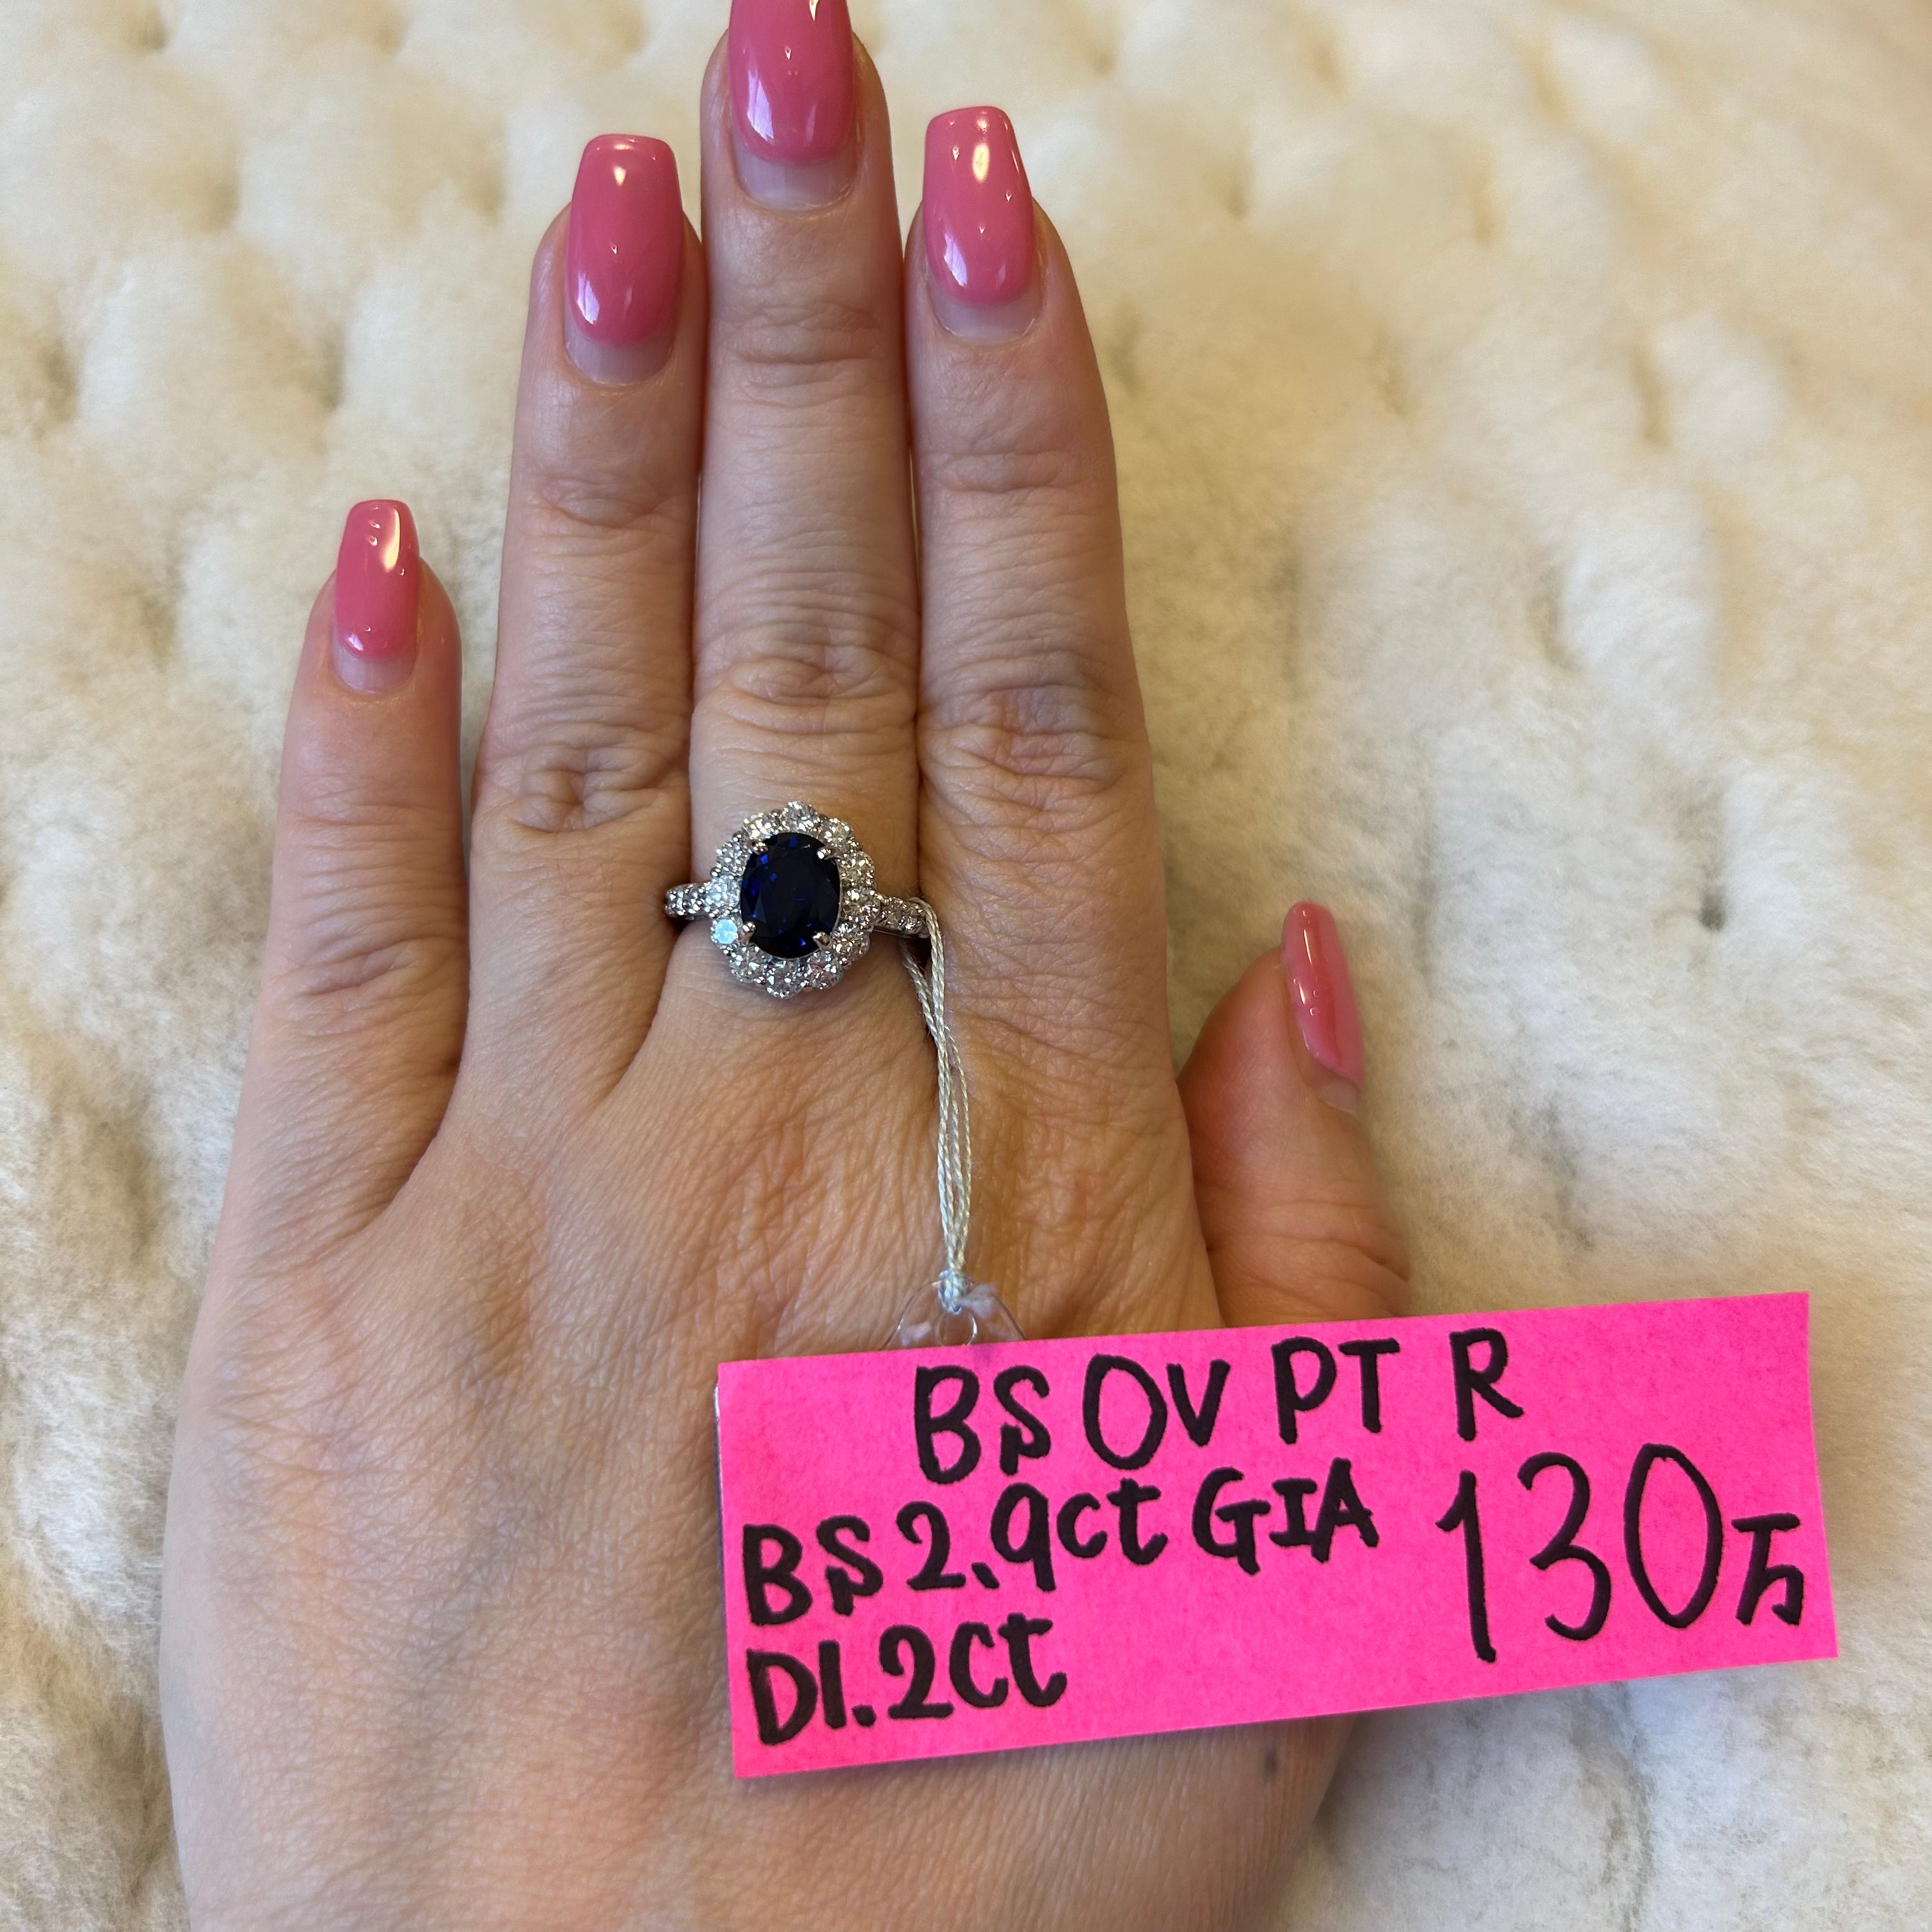 BS OV PT R
BS 2.9ct GIA 130万
D1.2ct